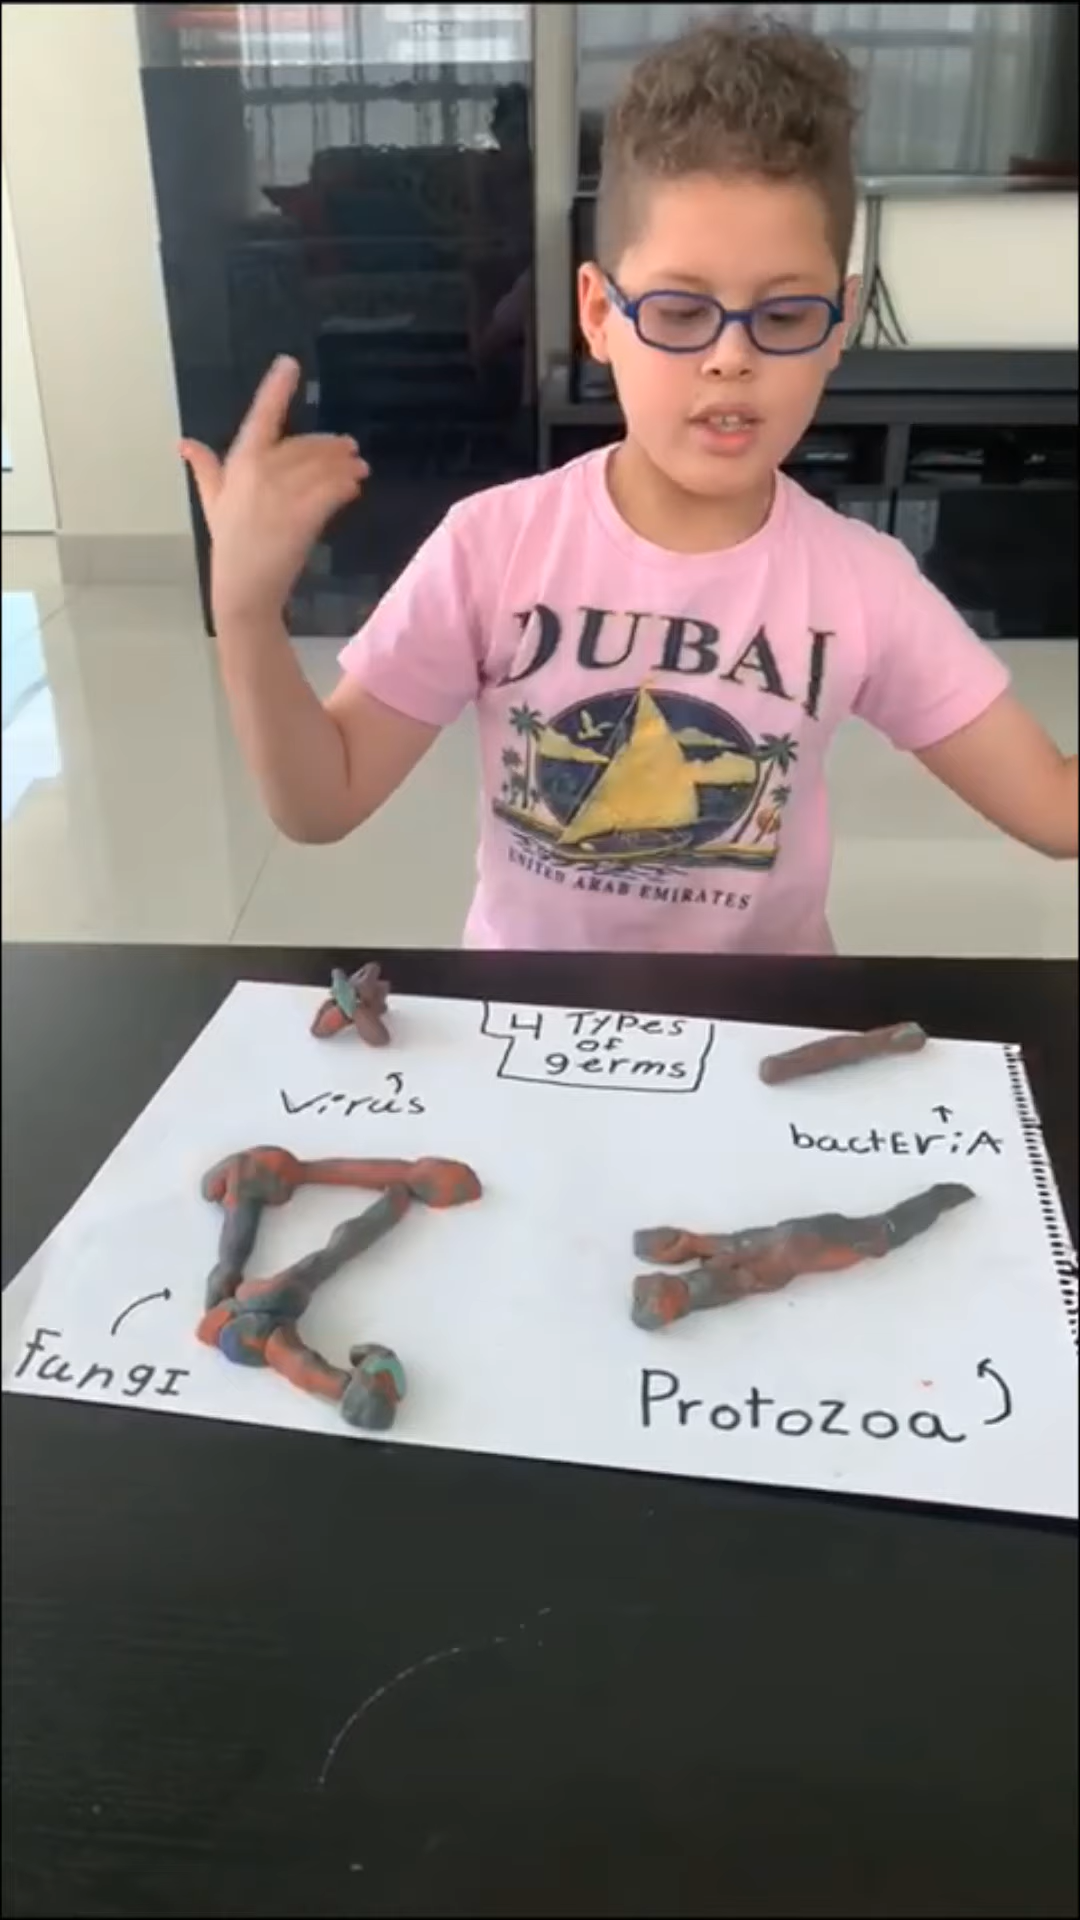 DUBAI
UNITED ARAB EMIRATES
4 Types
of
germs
Virus
bactEriA
Fungi
Protozoa